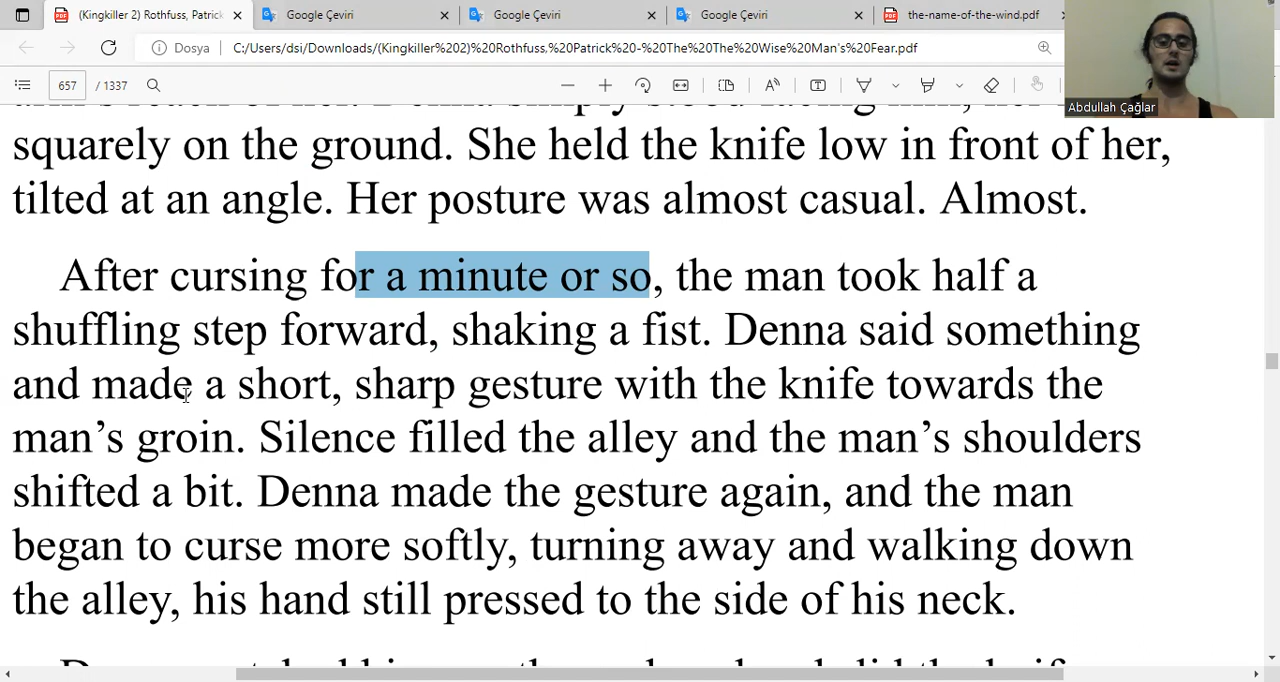 (Kingkiller 2) Rothfuss, Patrick
Google Çeviri
Google Çeviri
Google Çeviri
the-name-of-the-wind.pdf
Dosya
C:/Users/dsi/Downloads/(Kingkiller%202)%20Rothfuss,%20Patrick%20-%20The%20The%20Wise%20Man's%20Fear.pdf
657 / 1337
Abdullah Çağlar
squarely on the ground. She held the knife low in front of her,
tilted at an angle. Her posture was almost casual. Almost.
After cursing for a minute or so, the man took half a
shuffling step forward, shaking a fist. Denna said something
and made a short, sharp gesture with the knife towards the
man’s groin. Silence filled the alley and the man’s shoulders
shifted a bit. Denna made the gesture again, and the man
began to curse more softly, turning away and walking down
the alley, his hand still pressed to the side of his neck.